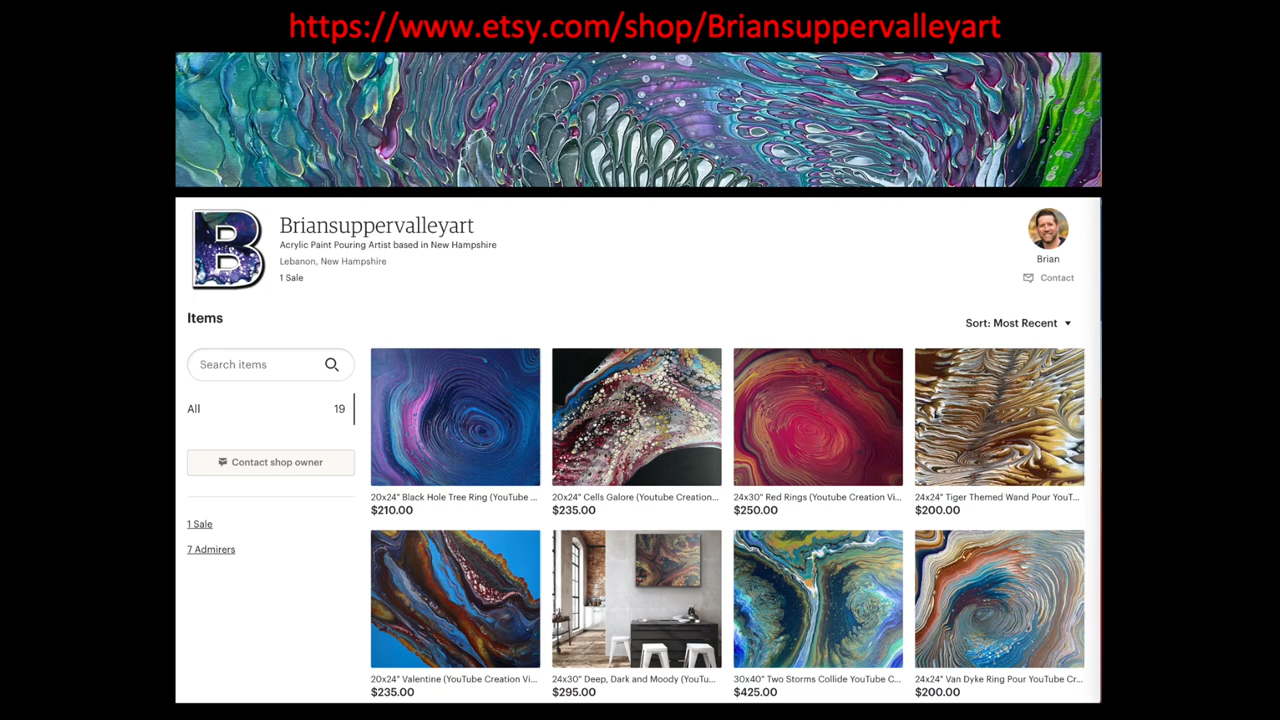 https://www.etsy.com/shop/Briansuppervalleyart
B
Briansuppervalleyart
Acrylic Paint Pouring Artist based in New Hampshire
Lebanon, New Hampshire
1 Sale
Brian
Contact
Items
Sort: Most Recent
Search items
All 19
Contact shop owner
1 Sale
7 Admirers
20x24" Black Hole Tree Ring (YouTube ...
$210.00
20x24" Cells Galore (Youtube Creation...
$235.00
24x30" Red Rings (Youtube Creation Vi...
$250.00
24x24" Tiger Themed Wand Pour YouT...
$200.00
20x24" Valentine (YouTube Creation Vi...
$235.00
24x30" Deep, Dark and Moody (YouTu...
$295.00
30x40" Two Storms Collide YouTube C...
$425.00
24x24" Van Dyke Ring Pour YouTube Cr...
$200.00